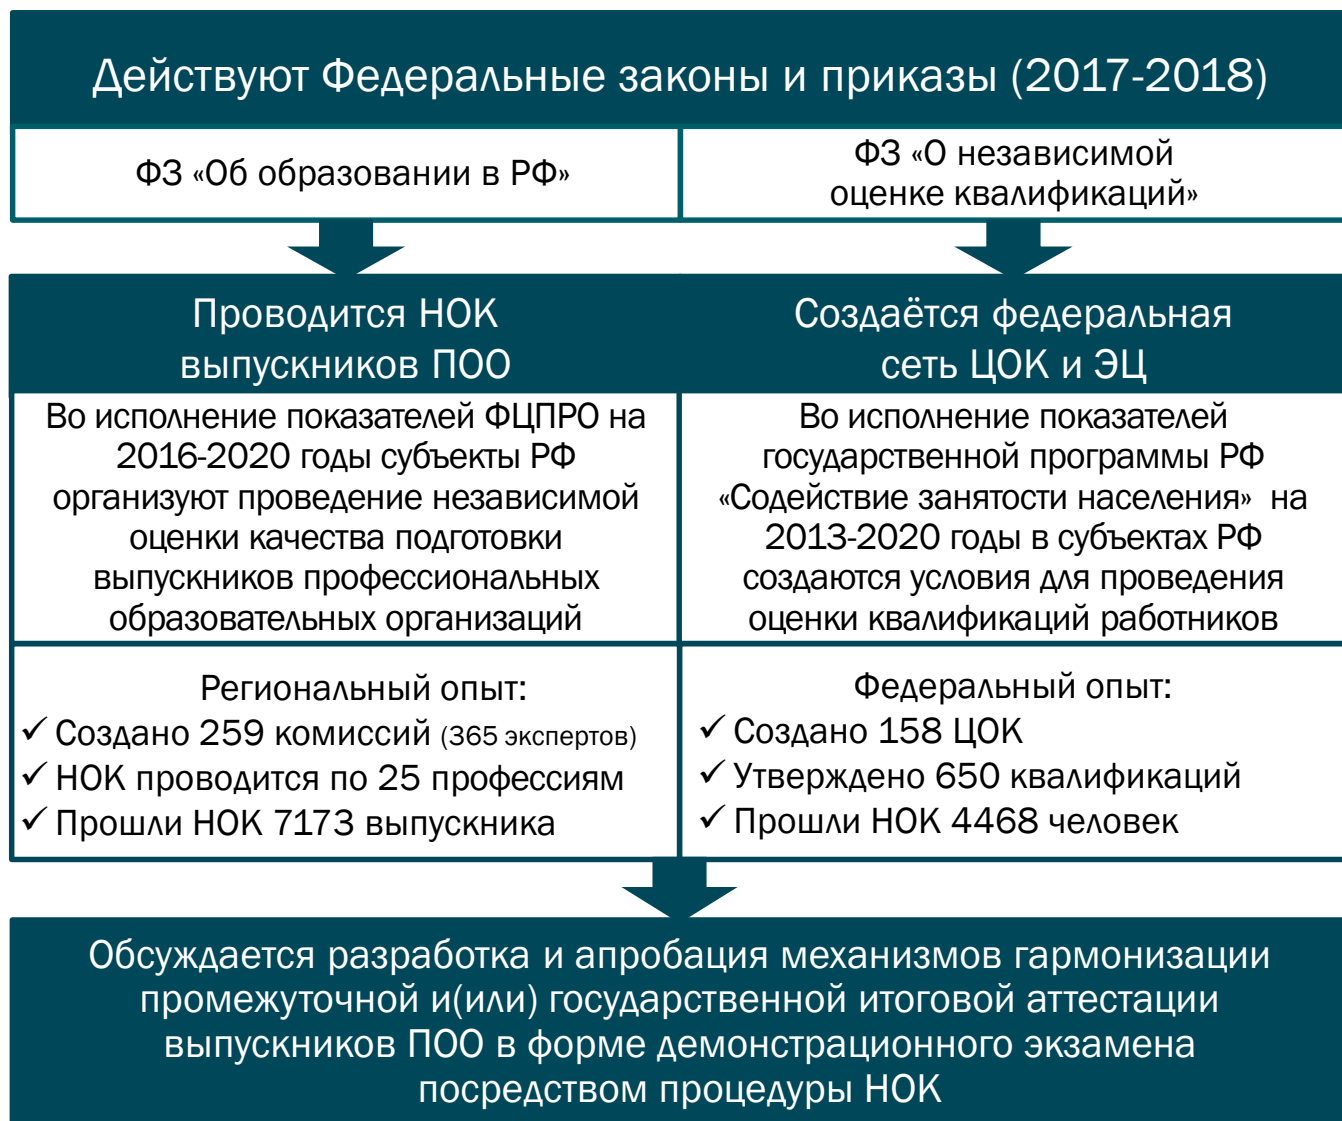 Действуют Федеральные законы и приказы (2017-2018)
ФЗ «Об образовании в РФ»
ФЗ «О независимой
оценке квалификаций»
Проводится НОК
выпускников ПОО
Создаётся федеральная
сеть ЦОК и ЭЦ
Во исполнение показателей ФЦПРО на
2016-2020 годы субъекты РФ
организуют проведение независимой
оценки качества подготовки
выпускников профессиональных
образовательных организаций
Во исполнение показателей
государственной программы РФ
«Содействие занятости населения» на
2013-2020 годы в субъектах РФ
создаются условия для проведения
оценки квалификаций работников
Региональный опыт:
✓ Создано 259 комиссий (365 экспертов)
✓ НОК проводится по 25 профессиям
✓ Прошли НОК 7173 выпускника
Федеральный опыт:
✓ Создано 158 ЦОК
✓ Утверждено 650 квалификаций
✓ Прошли НОК 4468 человек
Обсуждается разработка и апробация механизмов гармонизации
промежуточной и(или) государственной итоговой аттестации
выпускников ПОО в форме демонстрационного экзамена
посредством процедуры НОК